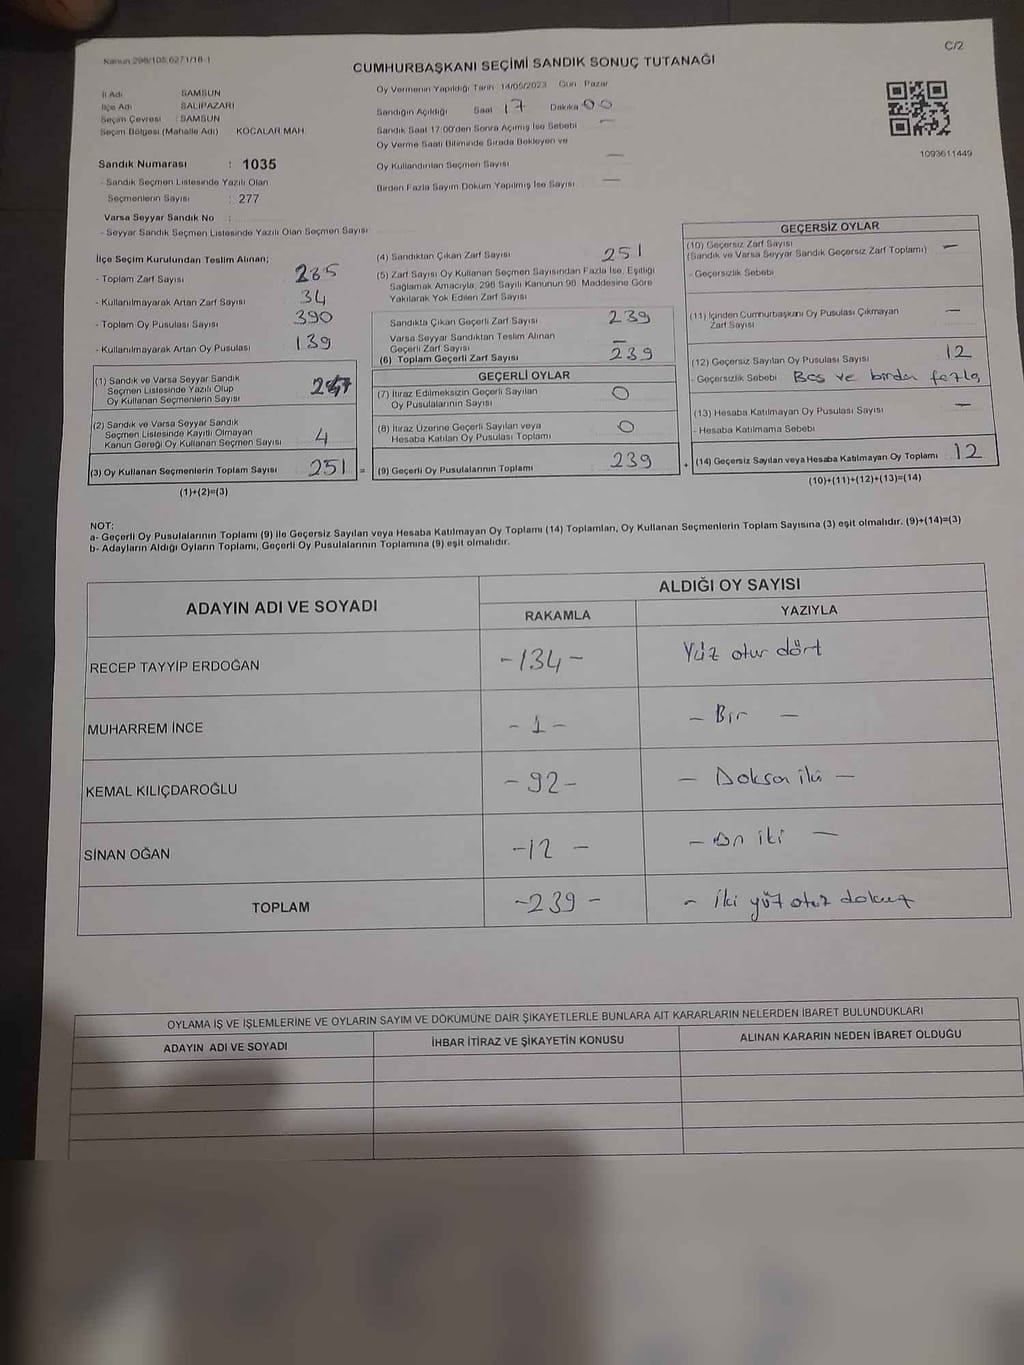 Kanun 298/105,6271/18-1
C/2
CUMHURBAŞKANI SEÇİMİ SANDIK SONUÇ TUTANAĞI
İl Adı SAMSUN
İlçe Adı SALIPAZARI
Seçim Çevresi : SAMSUN
Seçim Bölgesi (Mahalle Adı) KOCALAR MAH.
Sandık Numarası : 1035
- Sandık Seçmen Listesinde Yazılı Olan
Seçmenlerin Sayısı : 277
Varsa Seyyar Sandık No :
- Seyyar Sandık Seçmen Listesinde Yazılı Olan Seçmen Sayısı
Oy Vermenin Yapıldığı Tarih 14/05/2023 Gün Pazar
Sandığın Açıldığı Saat 17 Dakika 00
Sandık Saat 17:00'den Sonra Açılmış İse Sebebi —
Oy Verme Saati Bitiminde Sırada Bekleyen ve
Oy Kullandırılan Seçmen Sayısı —
Birden Fazla Sayım Döküm Yapılmış İse Sayısı —
1093611449
İlçe Seçim Kurulundan Teslim Alınan;
- Toplam Zarf Sayısı 285
- Kullanılmayarak Artan Zarf Sayısı 34
- Toplam Oy Pusulası Sayısı 390
- Kullanılmayarak Artan Oy Pusulası 139
(1) Sandık ve Varsa Seyyar Sandık
Seçmen Listesinde Yazılı Olup
Oy Kullanan Seçmenlerin Sayısı 247
(2) Sandık ve Varsa Seyyar Sandık
Seçmen Listesinde Kayıtlı Olmayan
Kanun Gereği Oy Kullanan Seçmen Sayısı 4
(3) Oy Kullanan Seçmenlerin Toplam Sayısı 251 =
(1)+(2)=(3)
(4) Sandıktan Çıkan Zarf Sayısı 251
(5) Zarf Sayısı Oy Kullanan Seçmen Sayısından Fazla İse, Eşitliği
Sağlamak Amacıyla, 298 Sayılı Kanunun 98. Maddesine Göre
Yakılarak Yok Edilen Zarf Sayısı
Sandıkta Çıkan Geçerli Zarf Sayısı 239
Varsa Seyyar Sandıktan Teslim Alınan
Geçerli Zarf Sayısı —
(6) Toplam Geçerli Zarf Sayısı 239
GEÇERLİ OYLAR
(7) İtiraz Edilmeksizin Geçerli Sayılan
Oy Pusulalarının Sayısı 0
(8) İtiraz Üzerine Geçerli Sayılan veya
Hesaba Katılan Oy Pusulası Toplamı 0
(9) Geçerli Oy Pusulalarının Toplamı 239 +
GEÇERSİZ OYLAR
(10) Geçersiz Zarf Sayısı —
(Sandık ve Varsa Seyyar Sandık Geçersiz Zarf Toplamı)
- Geçersizlik Sebebi
(11) İçinden Cumhurbaşkanı Oy Pusulası Çıkmayan
Zarf Sayısı —
(12) Geçersiz Sayılan Oy Pusulası Sayısı 12
- Geçersizlik Sebebi Boş ve birden fazla
(13) Hesaba Katılmayan Oy Pusulası Sayısı —
- Hesaba Katılmama Sebebi
(14) Geçersiz Sayılan veya Hesaba Katılmayan Oy Toplamı 12
(10)+(11)+(12)+(13)=(14)
NOT:
a- Geçerli Oy Pusulalarının Toplamı (9) ile Geçersiz Sayılan veya Hesaba Katılmayan Oy Toplamı (14) Toplamları, Oy Kullanan Seçmenlerin Toplam Sayısına (3) eşit olmalıdır. (9)+(14)=(3)
b- Adayların Aldığı Oyların Toplamı, Geçerli Oy Pusulalarının Toplamına (9) eşit olmalıdır.
ADAYIN ADI VE SOYADI ALDIĞI OY SAYISI
RAKAMLA YAZIYLA
RECEP TAYYİP ERDOĞAN -134- Yüz otuz dört
MUHARREM İNCE - 1 - - Bir -
KEMAL KILIÇDAROĞLU - 92 - - Doksan iki -
SİNAN OĞAN - 12 - - On iki -
TOPLAM - 239 - - iki yüz otuz dokuz
OYLAMA İŞ VE İŞLEMLERİNE VE OYLARIN SAYIM VE DÖKÜMÜNE DAİR ŞİKAYETLERLE BUNLARA AİT KARARLARIN NELERDEN İBARET BULUNDUKLARI
ADAYIN ADI VE SOYADI İHBAR İTİRAZ VE ŞİKAYETİN KONUSU ALINAN KARARIN NEDEN İBARET OLDUĞU